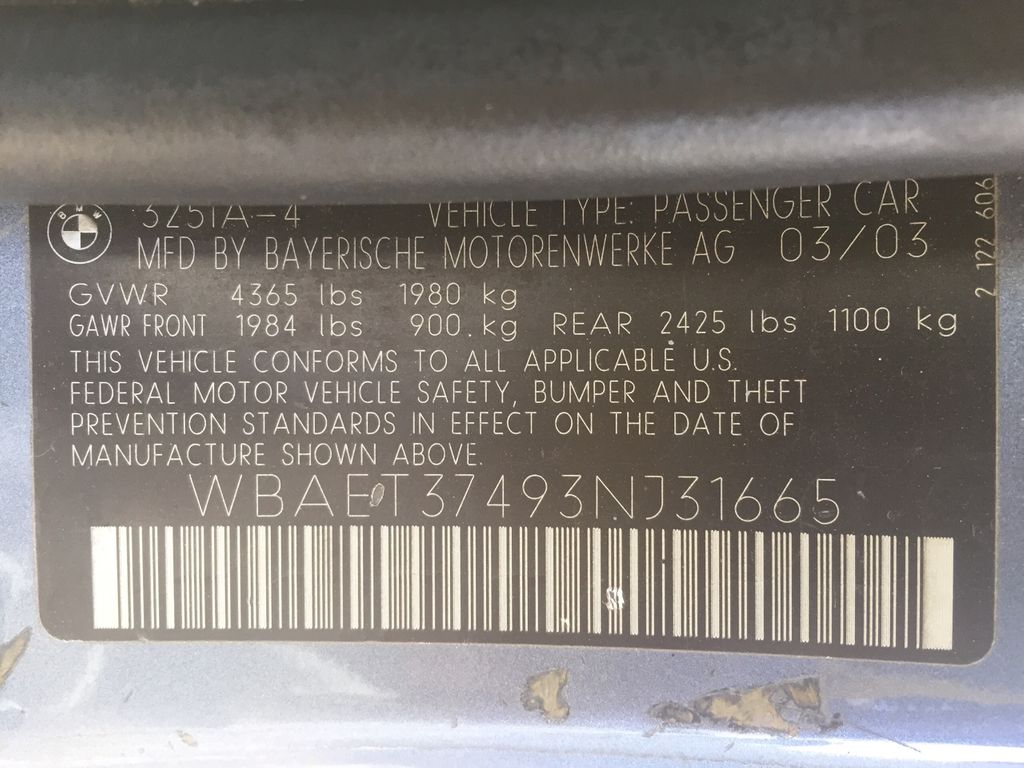 BMW
325IA-4 VEHICLE TYPE: PASSENGER CAR
MFD BY BAYERISCHE MOTORENWERKE AG 03/03
GVWR 4365 lbs 1980 kg
GAWR FRONT 1984 lbs 900 kg REAR 2425 lbs 1100 kg
THIS VEHICLE CONFORMS TO ALL APPLICABLE U.S.
FEDERAL MOTOR VEHICLE SAFETY, BUMPER AND THEFT
PREVENTION STANDARDS IN EFFECT ON THE DATE OF
MANUFACTURE SHOWN ABOVE.
WBAET37493NJ31665
2 122 606